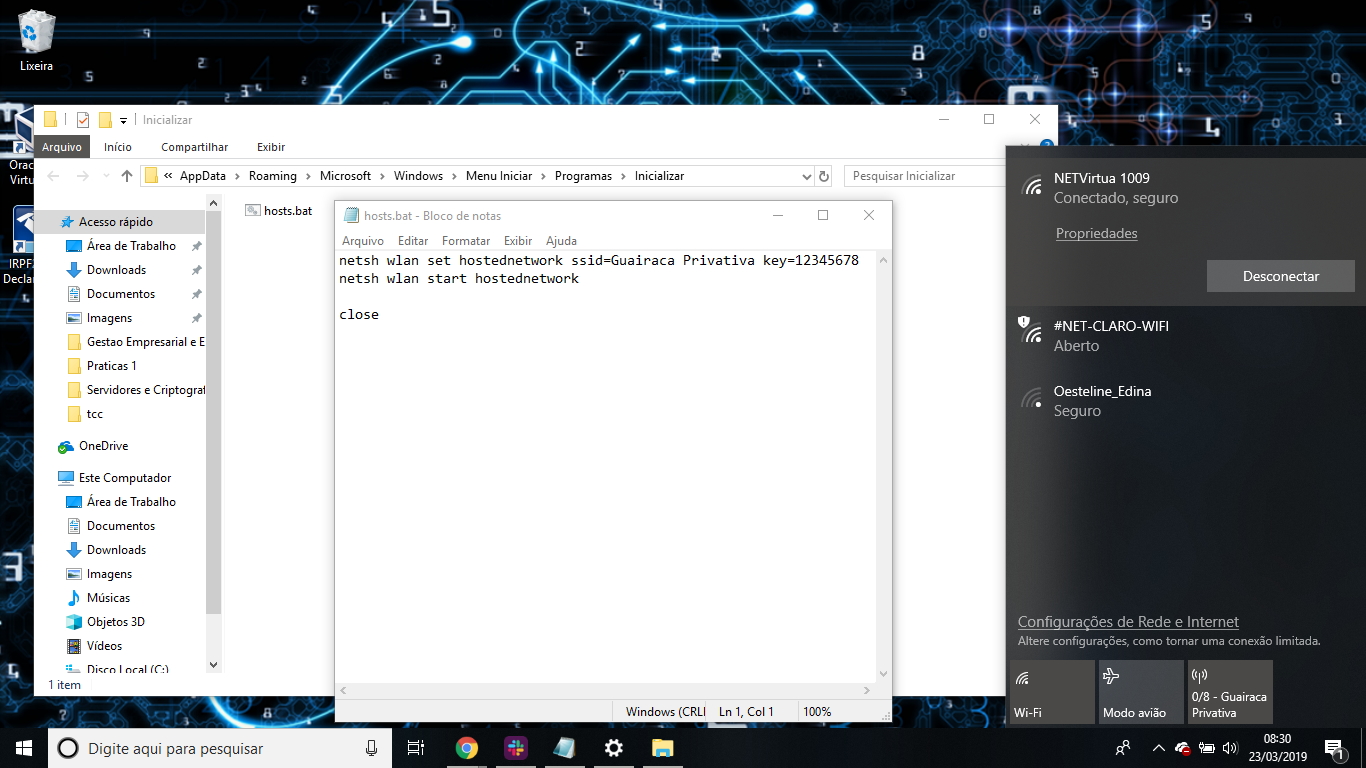 Lixeira
Orac
Virtu
IRPF
Declar
Inicializar
Arquivo
Início
Compartilhar
Exibir
« AppData > Roaming > Microsoft > Windows > Menu Iniciar > Programas > Inicializar
Pesquisar Inicializar
Acesso rápido
Área de Trabalho
Downloads
Documentos
Imagens
Gestao Empresarial e E
Praticas 1
Servidores e Criptograf
tcc
OneDrive
Este Computador
Área de Trabalho
Documentos
Downloads
Imagens
Músicas
Objetos 3D
Vídeos
Disco Local (C:)
1 item
hosts.bat
hosts.bat - Bloco de notas
Arquivo Editar Formatar Exibir Ajuda
netsh wlan set hostednetwork ssid=Guairaca Privativa key=12345678
netsh wlan start hostednetwork
close
Windows (CRLI
Ln 1, Col 1
100%
NETVirtua 1009
Conectado, seguro
Propriedades
Desconectar
#NET-CLARO-WIFI
Aberto
Oesteline_Edina
Seguro
Configurações de Rede e Internet
Altere configurações, como tornar uma conexão limitada.
Wi-Fi
Modo avião
0/8 - Guairaca
Privativa
Digite aqui para pesquisar
08:30
23/03/2019
1